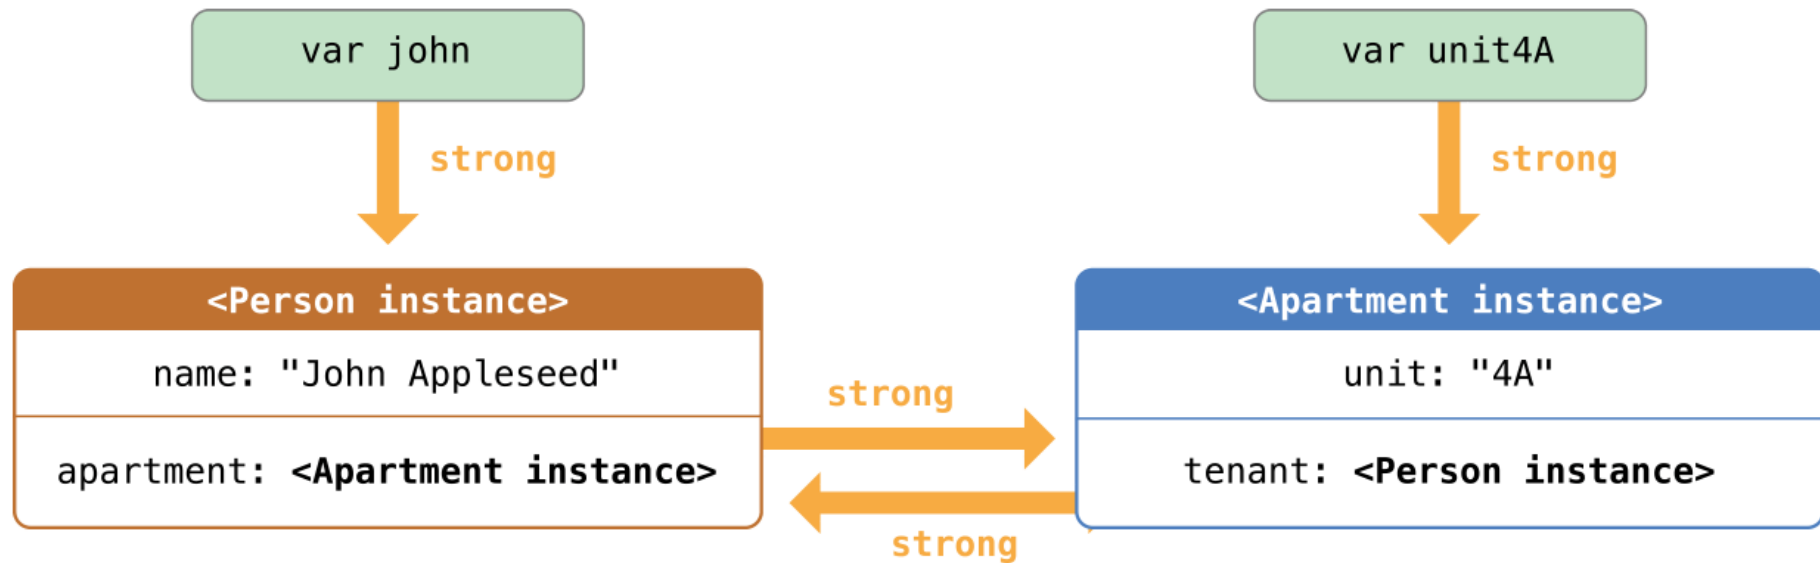 var john
var unit4A
strong
strong
<Person instance>
<Apartment instance>
name: "John Appleseed"
unit: "4A"
strong
apartment: <Apartment instance>
tenant: <Person instance>
strong